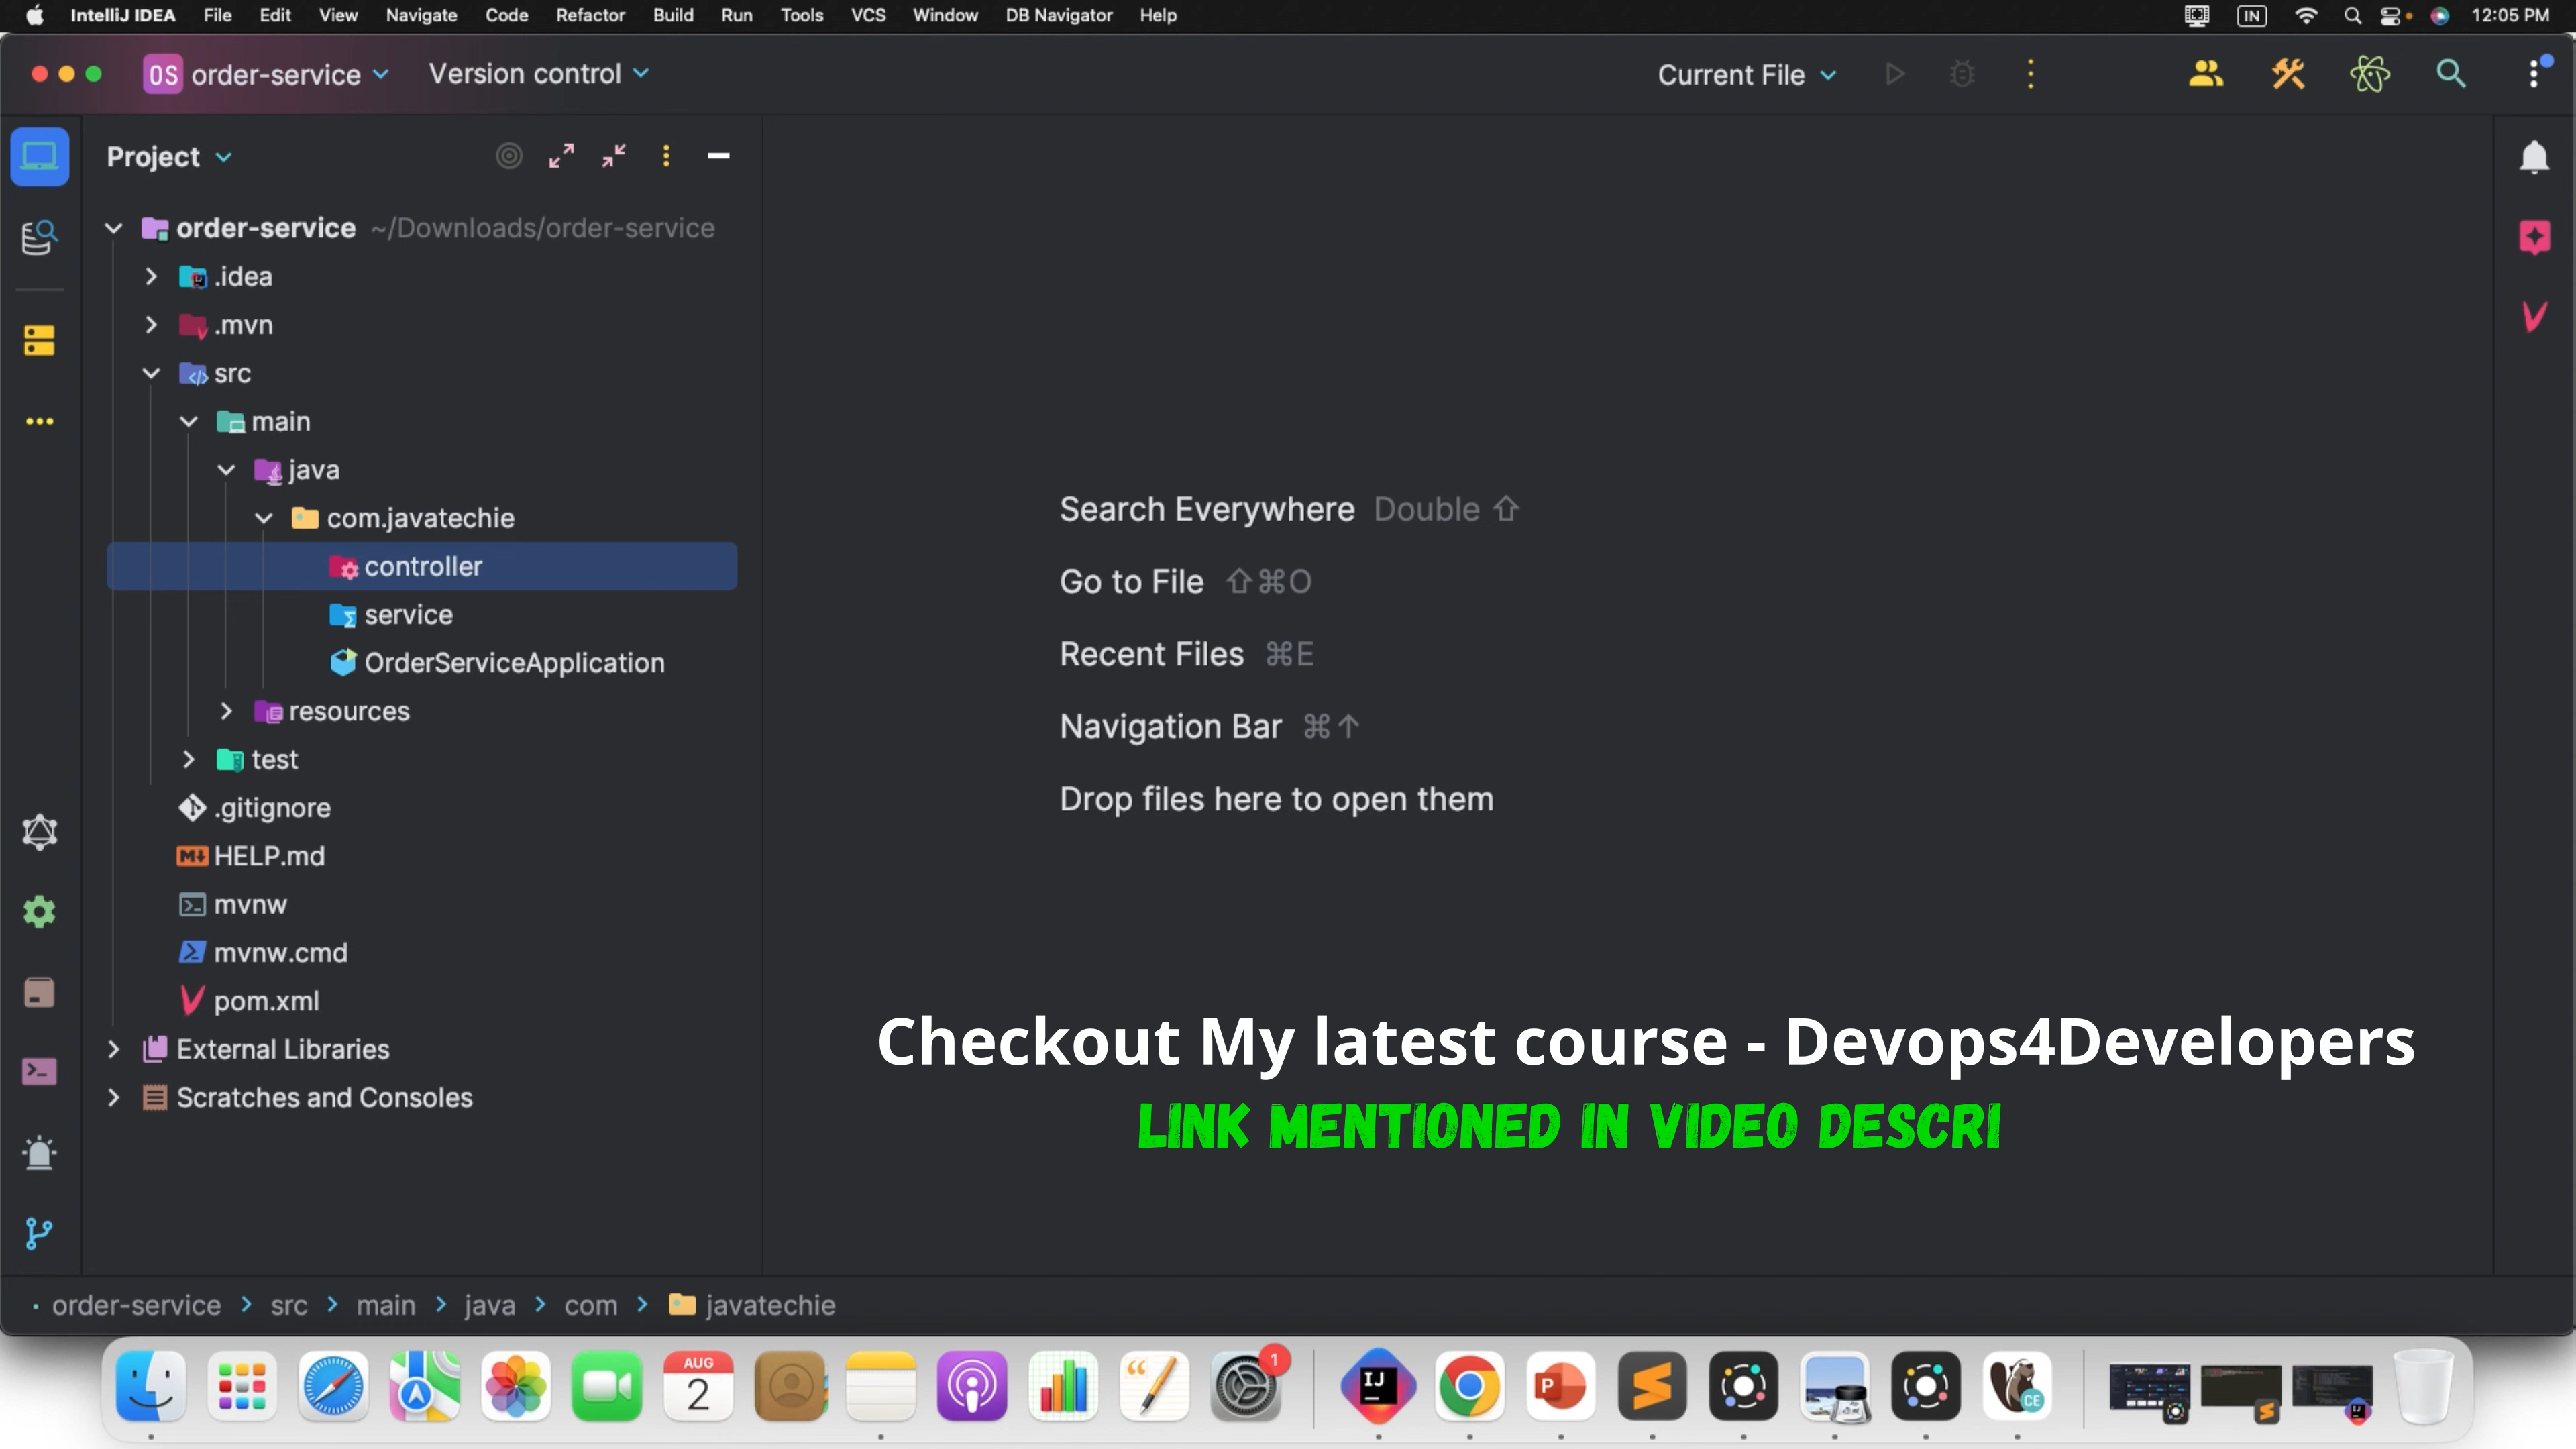 IntelliJ IDEA File Edit View Navigate Code Refactor Build Run Tools VCS Window DB Navigator Help IN 12:05 PM
OS order-service Version control Current File
Project
order-service ~/Downloads/order-service
.idea
.mvn
src
main
java
com.javatechie
controller
service
OrderServiceApplication
resources
test
.gitignore
HELP.md
mvnw
mvnw.cmd
pom.xml
External Libraries
Scratches and Consoles
Search Everywhere Double ⇧
Go to File ⇧⌘O
Recent Files ⌘E
Navigation Bar ⌘↑
Drop files here to open them
Checkout My latest course - Devops4Developers
LINK MENTIONED IN VIDEO DESCRI
order-service > src > main > java > com > javatechie
AUG
2
1
IJ
P
CE